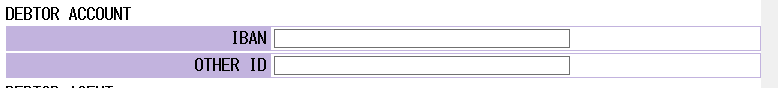 DEBTOR ACCOUNT
IBAN
OTHER ID